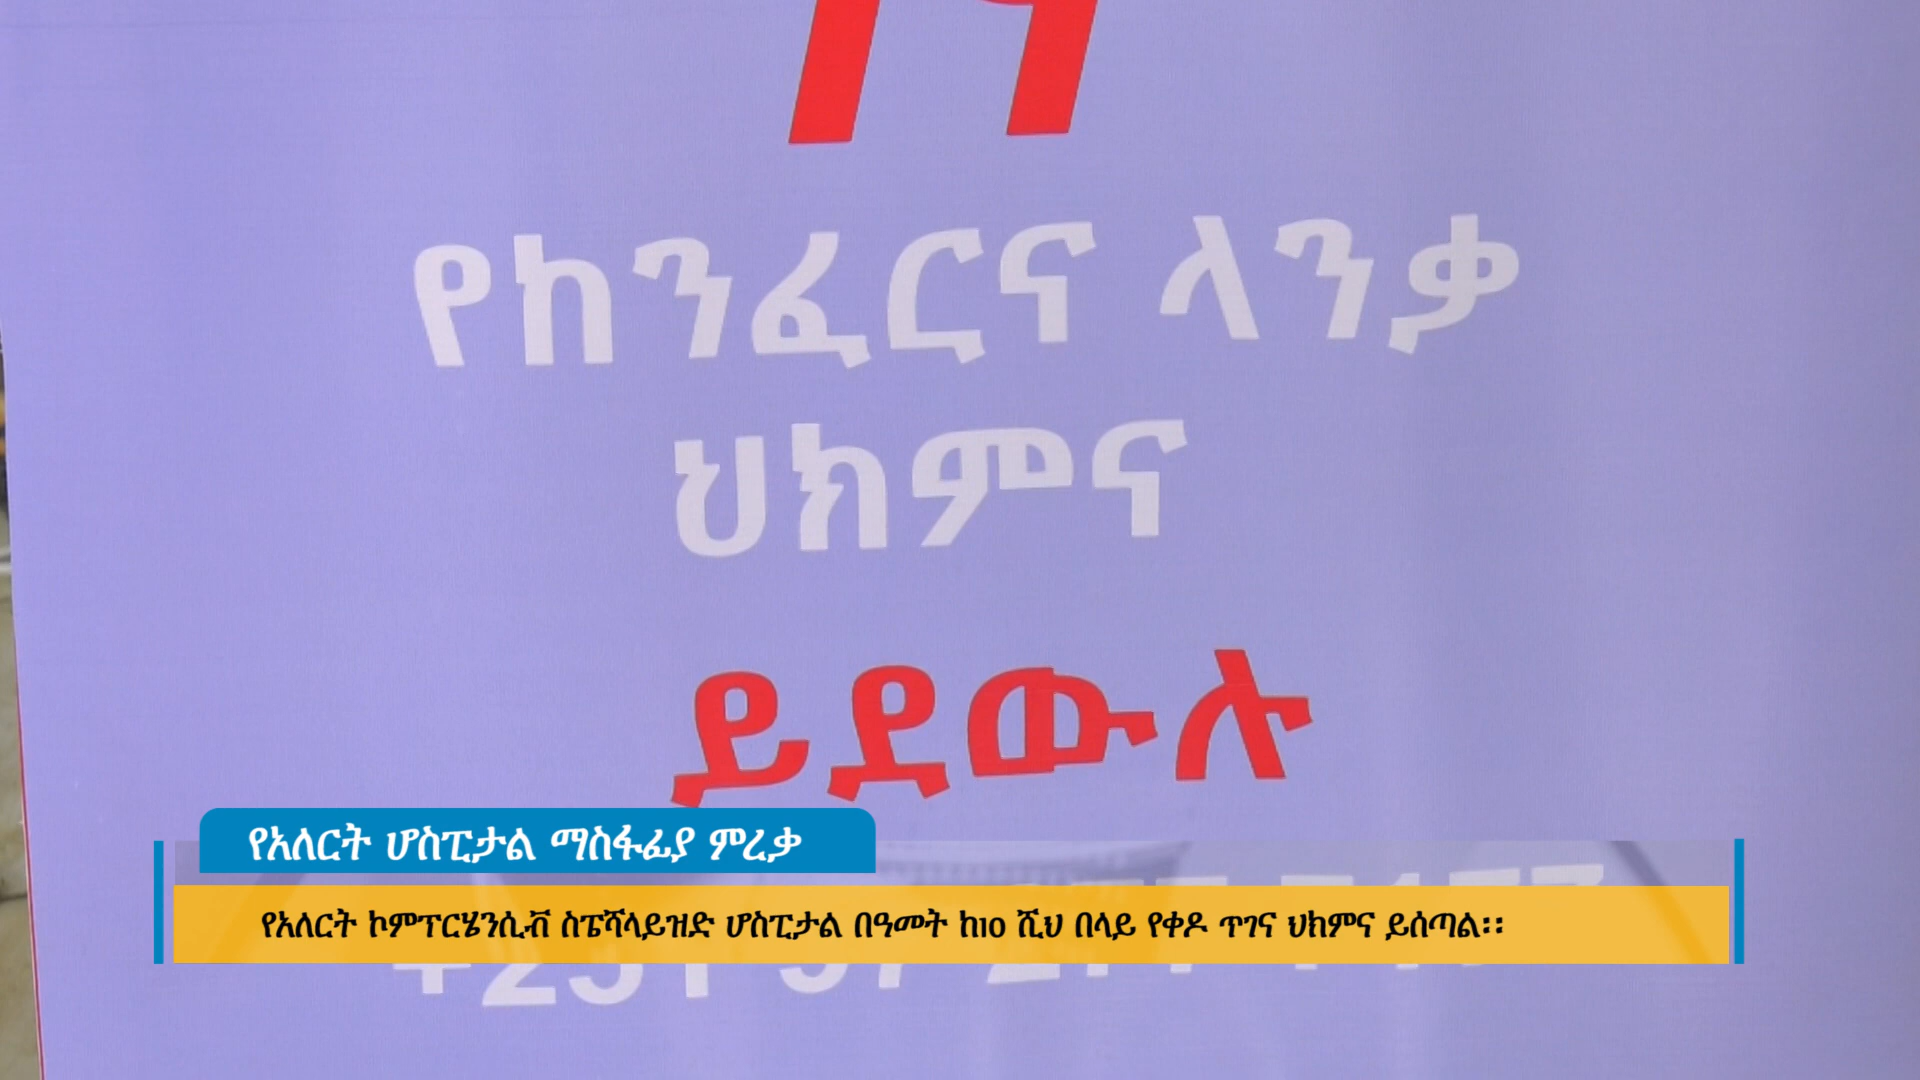 የከንፈርና ላንቃ
ህክምና
ይደውሉ
የአለርት ሆስፒታል ማስፋፊያ ምረቃ
የአለርት ኮምፕርሄንሲቭ ስፔሻላይዝድ ሆስፒታል በዓመት ከ10 ሺህ በላይ የቀዶ ጥገና ህክምና ይሰጣል፡፡